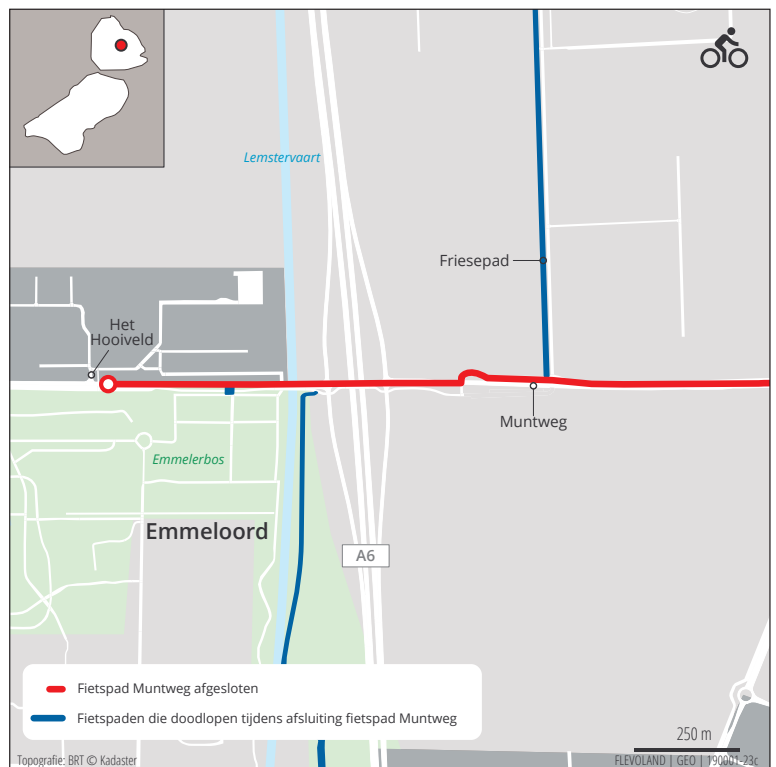 Lemstervaart
Friesepad
Het
Hooiveld
Muntweg
Emmelerbos
Emmeloord
A6
Fietspad Muntweg afgesloten
Fietspaden die doodlopen tijdens afsluiting fietspad Muntweg
250 m
Topografie: BRT © Kadaster
FLEVOLAND | GEO | 190001-23c